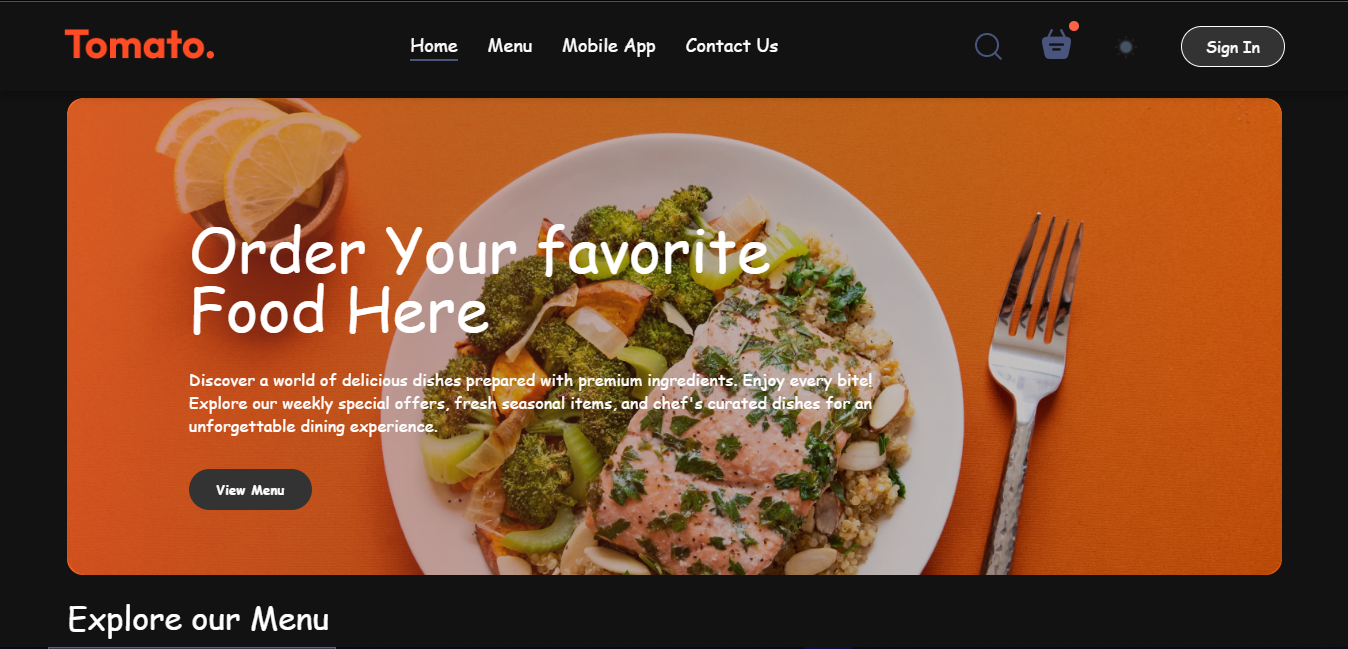 Tomato.
Home
Menu
Mobile App
Contact Us
Sign In
Order Your favorite
Food Here
Discover a world of delicious dishes prepared with premium ingredients. Enjoy every bite!
Explore our weekly special offers, fresh seasonal items, and chef's curated dishes for an
unforgettable dining experience.
View Menu
Explore our Menu